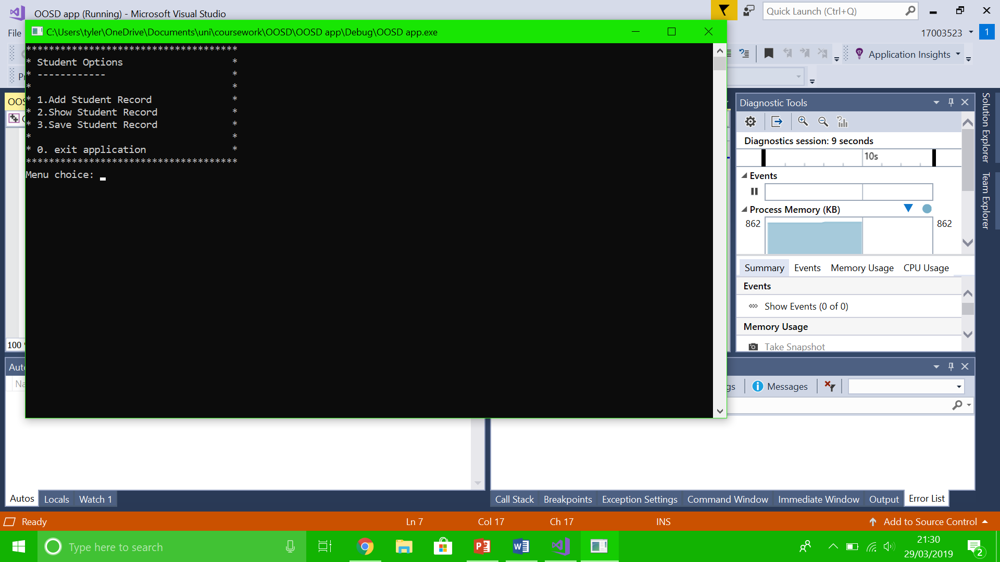 OOSD app (Running) - Microsoft Visual Studio
Quick Launch (Ctrl+Q)
File
17003523
1
C:\Users\tyler\OneDrive\Documents\uni\coursework\OOSD\OOSD app\Debug\OOSD app.exe
Application Insights
*************************************
* Student Options *
* ------------ *
* *
* 1.Add Student Record *
* 2.Show Student Record *
* 3.Save Student Record *
* *
* 0. exit application *
*************************************
Menu choice:
Diagnostic Tools
Diagnostics session: 9 seconds
10s
Events
Process Memory (KB)
862
862
Summary Events Memory Usage CPU Usage
Events
Show Events (0 of 0)
Memory Usage
Take Snapshot
Solution Explorer
Team Explorer
100
Messages
Autos Locals Watch 1
Call Stack Breakpoints Exception Settings Command Window Immediate Window Output Error List
Ready Ln 7 Col 17 Ch 17 INS Add to Source Control
Type here to search
21:30
29/03/2019
2